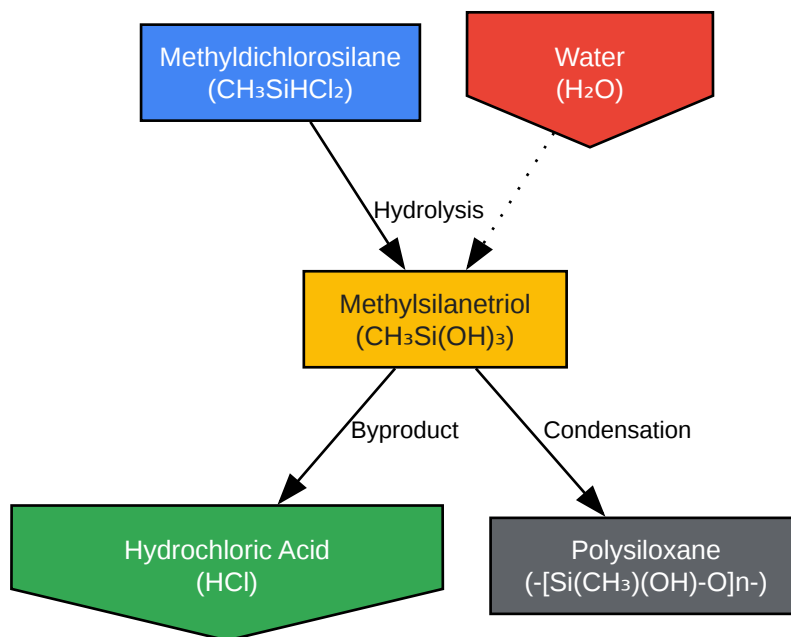 Methyldichlorosilane
(CH₃SiHCl₂)
Water
(H₂O)
Hydrolysis
Methylsilanetriol
(CH₃Si(OH)₃)
Byproduct
Condensation
Hydrochloric Acid
(HCl)
Polysiloxane
(-[Si(CH₃)(OH)-O]n-)